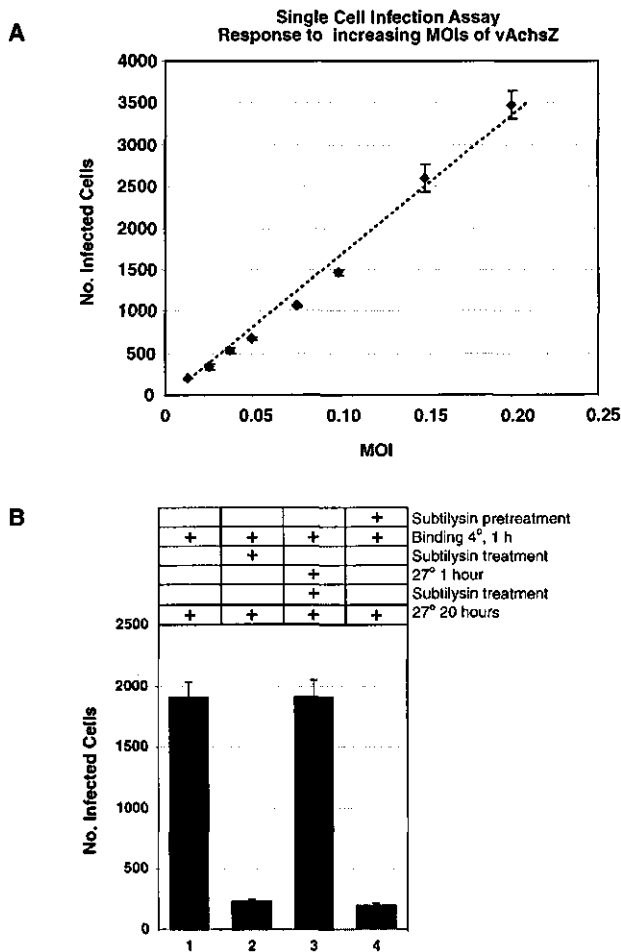 A
Single Cell Infection Assay
Response to increasing MOIs of vAchsZ
4000
3500
3000
2500
2000
1500
1000
500
0
No. Infected Cells
0 0.05 0.10 0.15 0.20 0.25
MOI
B
+ Subtilysin pretreatment
+ + + + Binding 4°, 1 h
+ Subtilysin treatment
+ 27° 1 hour
+ Subtilysin treatment
+ + + + 27° 20 hours
2500
2000
1500
1000
500
0
No. Infected Cells
1 2 3 4